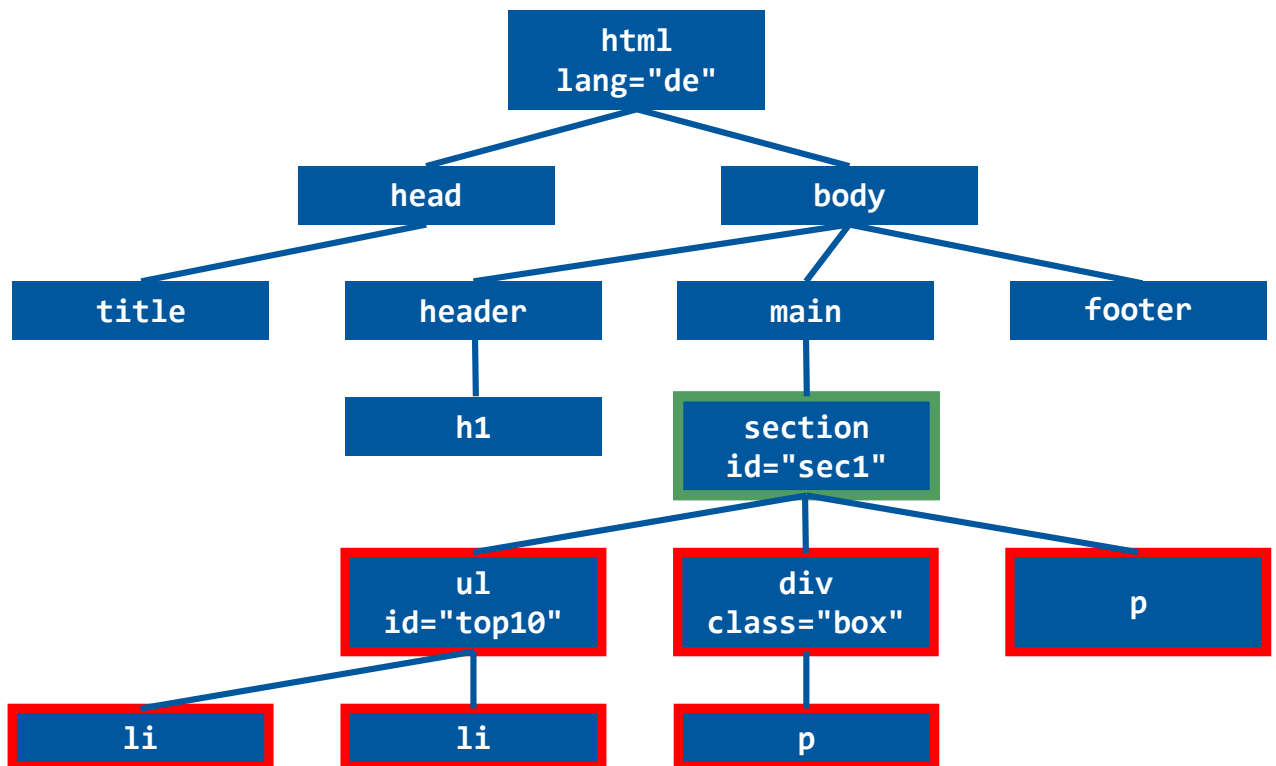 html
lang="de"
head
body
title
header
main
footer
h1
section
id="sec1"
ul
id="top10"
div
class="box"
p
li
li
p